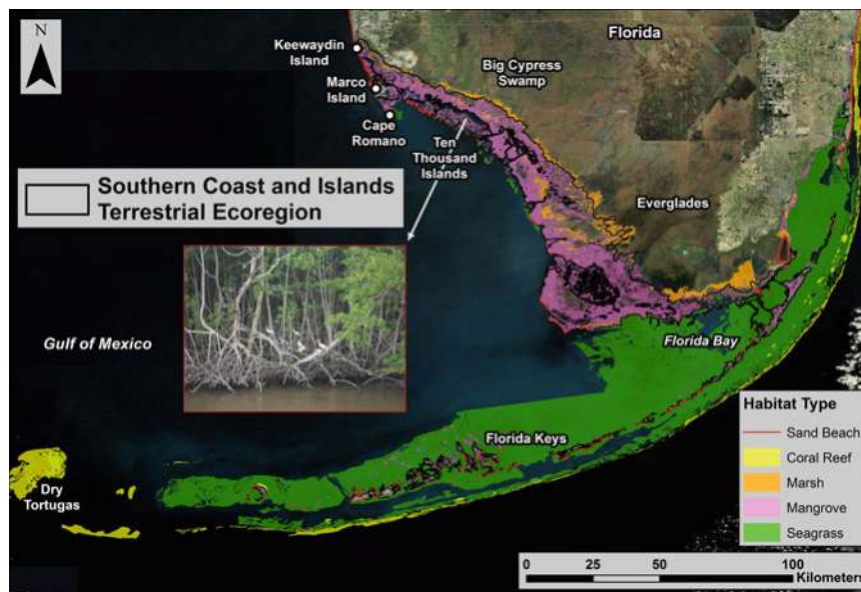 N
Florida
Keewaydin
Island
Big Cypress
Swamp
Marco
Island
Cape
Romano
Ten
Thousand
Islands
Southern Coast and Islands
Terrestrial Ecoregion
Everglades
Gulf of Mexico
Florida Bay
Florida Keys
Dry
Tortugas
Habitat Type
Sand Beach
Coral Reef
Marsh
Mangrove
Seagrass
0 25 50 100
Kilometers